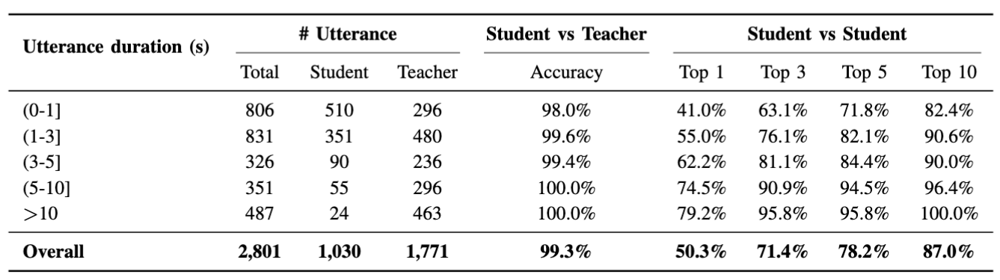 Utterance duration (s) # Utterance Student vs Teacher Student vs Student
Total Student Teacher Accuracy Top 1 Top 3 Top 5 Top 10
(0-1] 806 510 296 98.0% 41.0% 63.1% 71.8% 82.4%
(1-3] 831 351 480 99.6% 55.0% 76.1% 82.1% 90.6%
(3-5] 326 90 236 99.4% 62.2% 81.1% 84.4% 90.0%
(5-10] 351 55 296 100.0% 74.5% 90.9% 94.5% 96.4%
>10 487 24 463 100.0% 79.2% 95.8% 95.8% 100.0%
Overall 2,801 1,030 1,771 99.3% 50.3% 71.4% 78.2% 87.0%